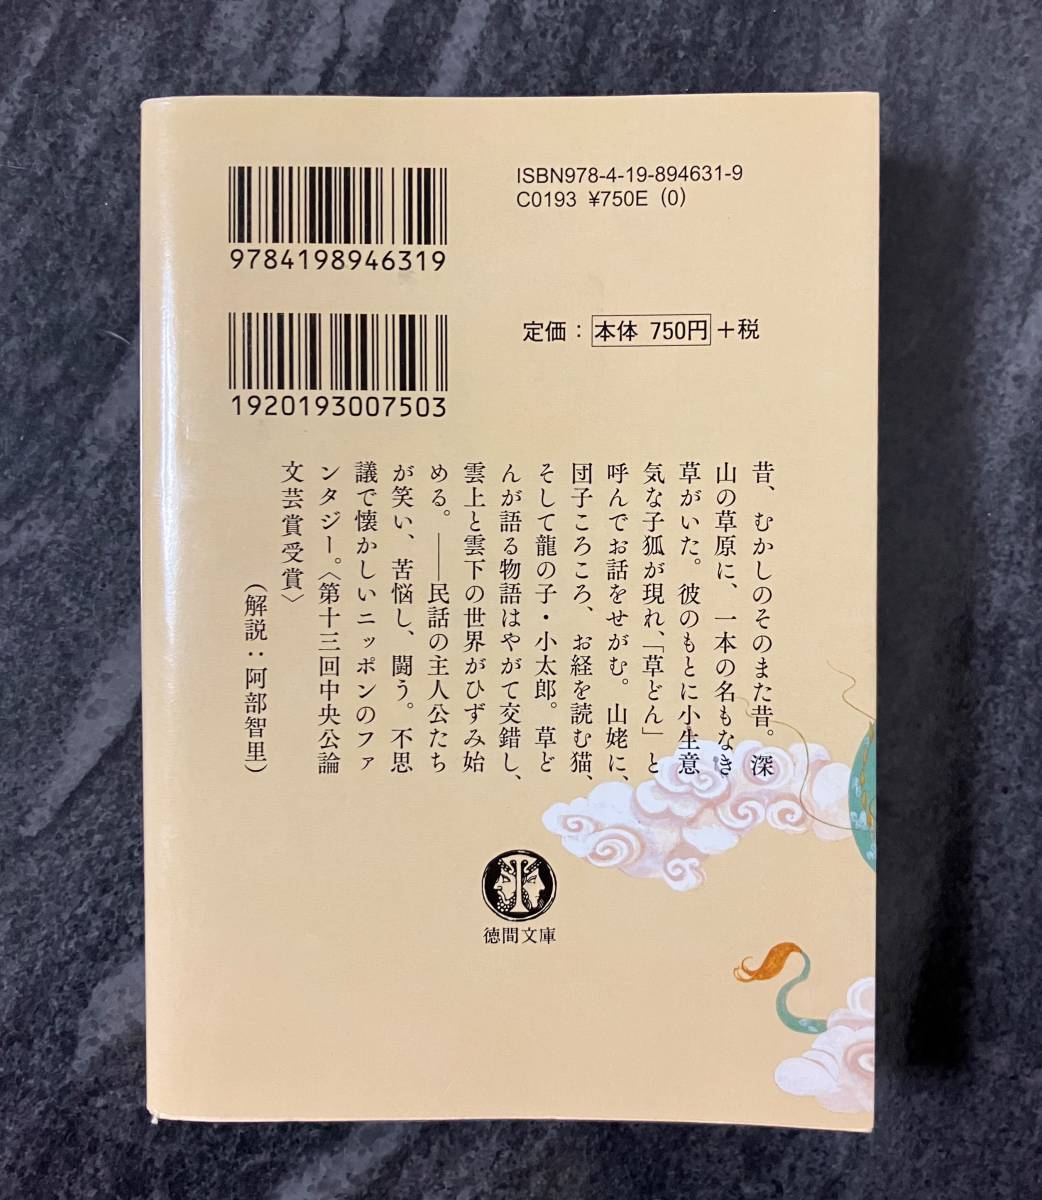 ISBN978-4-19-894631-9
C0193 ¥750E (0)
9784198946319
定価：本体 750円＋税
1920193007503
昔、むかしのそのまた昔。深
山の草原に、一本の名もなき
草がいた。彼のもとに小生意
気な子狐が現れ、「草どん」と
呼んでお話をせがむ。山姥に、
団子ころころ、お経を読む猫、
そして龍の子・小太郎。草ど
んが語る物語はやがて交錯し、
雲上と雲下の世界がひずみ始
める。――民話の主人公たち
が笑い、苦悩し、闘う。不思
議で懐かしいニッポンのファ
ンタジー。〈第十三回中央公論
文芸賞受賞〉
（解説：阿部智里）
徳間文庫